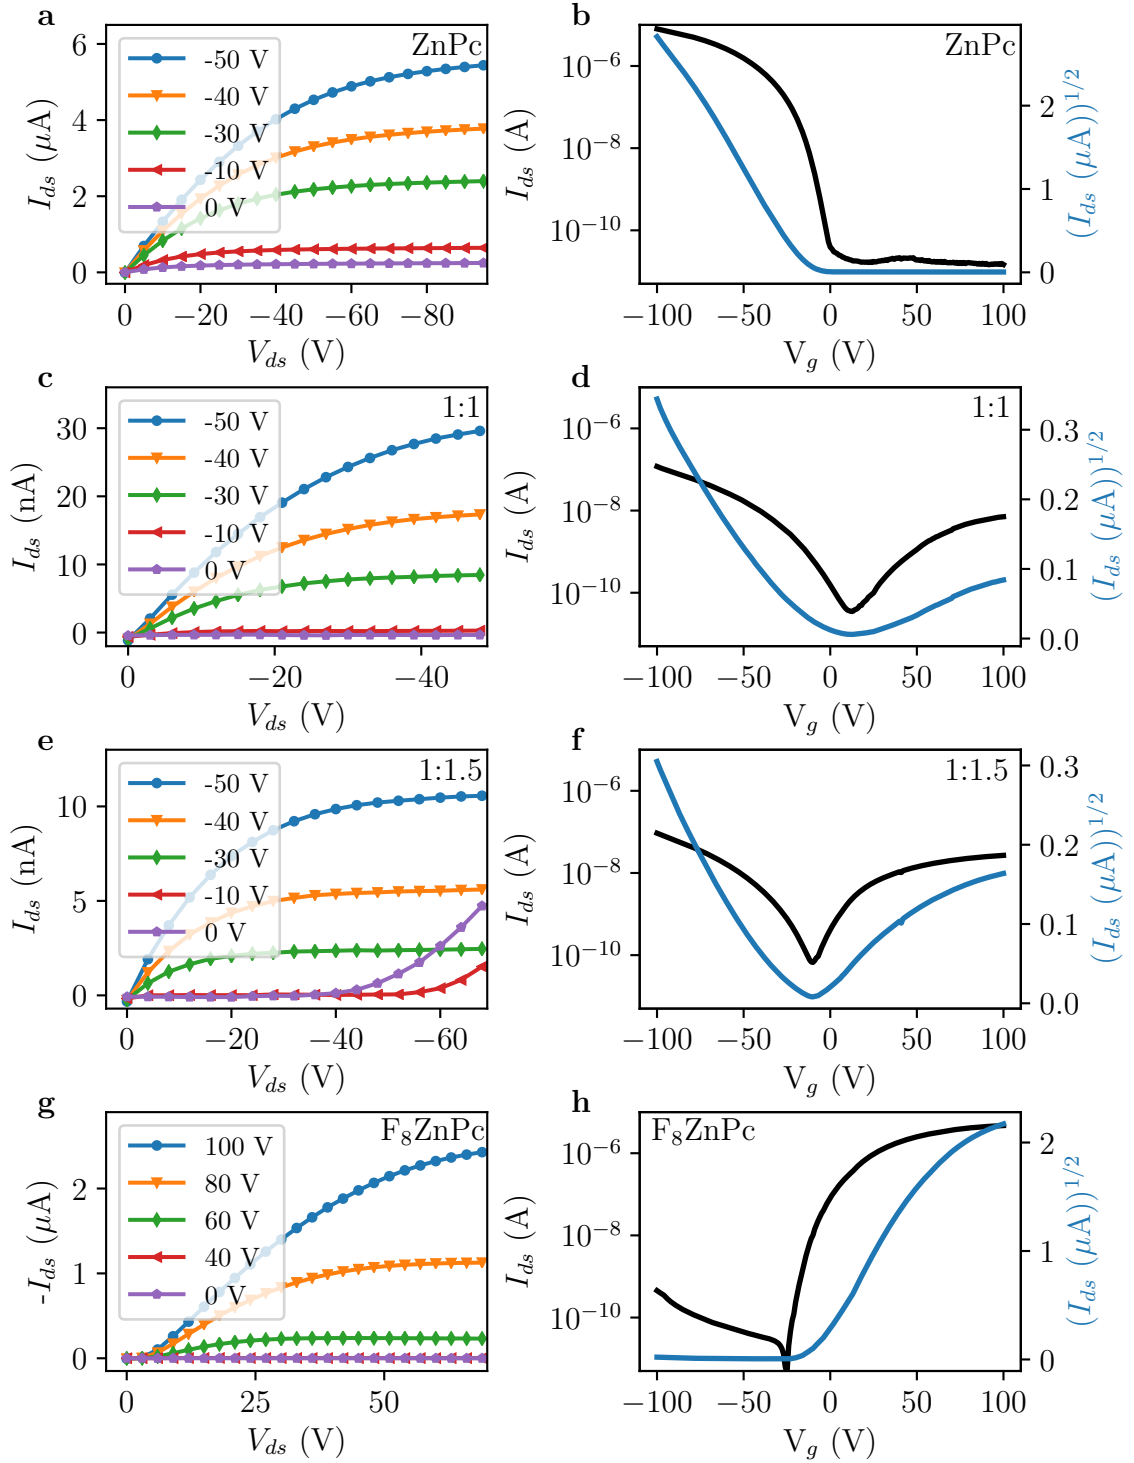 a
ZnPc
-50 V
-40 V
-30 V
-10 V
0 V
6
4
2
0
I_ds (μA)
0 −20 −40 −60 −80
V_ds (V)
b
ZnPc
10^−6
10^−8
10^−10
I_ds (A)
2
1
0
(I_ds (μA))^1/2
−100 −50 0 50 100
V_g (V)
c
1:1
-50 V
-40 V
-30 V
-10 V
0 V
30
20
10
0
I_ds (nA)
0 −20 −40
V_ds (V)
d
1:1
10^−6
10^−8
10^−10
I_ds (A)
0.3
0.2
0.1
0.0
(I_ds (μA))^1/2
−100 −50 0 50 100
V_g (V)
e
1:1.5
-50 V
-40 V
-30 V
-10 V
0 V
10
5
0
I_ds (nA)
0 −20 −40 −60
V_ds (V)
f
1:1.5
10^−6
10^−8
10^−10
I_ds (A)
0.3
0.2
0.1
0.0
(I_ds (μA))^1/2
−100 −50 0 50 100
V_g (V)
g
F₈ZnPc
100 V
80 V
60 V
40 V
0 V
2
1
0
-I_ds (μA)
0 25 50
V_ds (V)
h
F₈ZnPc
10^−6
10^−8
10^−10
I_ds (A)
2
1
0
(I_ds (μA))^1/2
−100 −50 0 50 100
V_g (V)